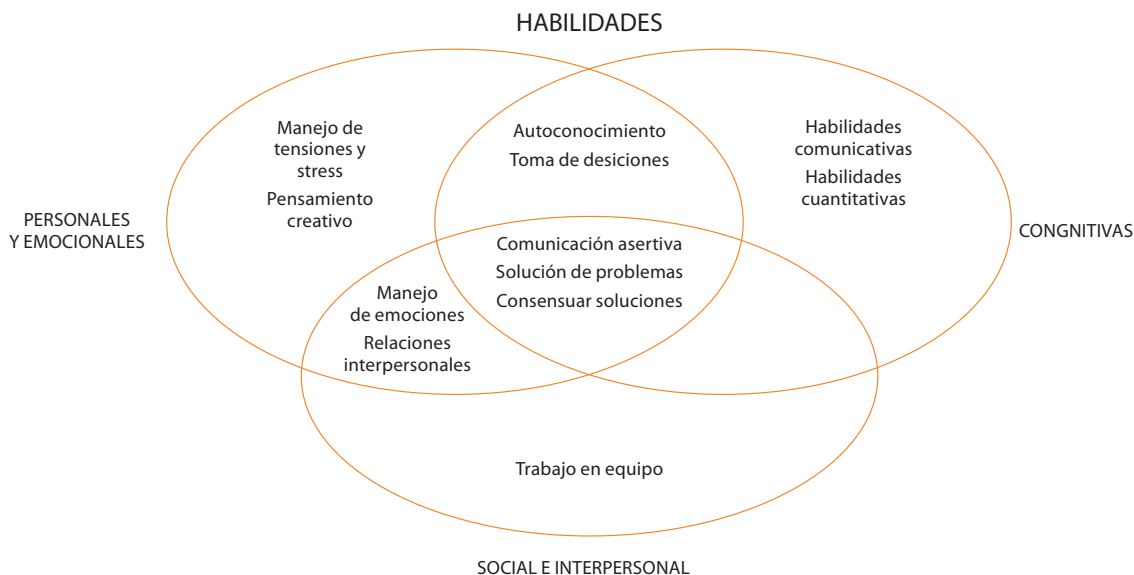 HABILIDADES
Manejo de
tensiones y
stress
Pensamiento
creativo
Autoconocimiento
Toma de desiciones
Habilidades
comunicativas
Habilidades
cuantitativas
PERSONALES
Y EMOCIONALES
CONGNITIVAS
Comunicación asertiva
Solución de problemas
Consensuar soluciones
Manejo
de emociones
Relaciones
interpersonales
Trabajo en equipo
SOCIAL E INTERPERSONAL